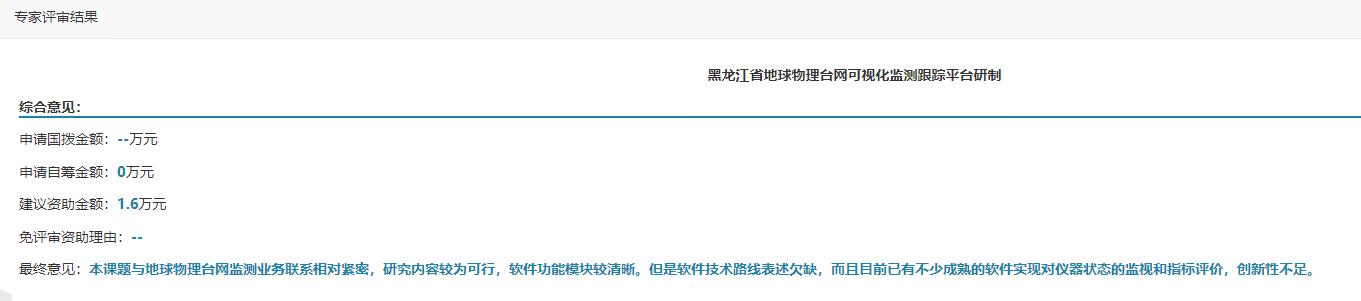 专家评审结果
黑龙江省地球物理台网可视化监测跟踪平台研制
综合意见：
申请国拨金额：--万元
申请自筹金额：0万元
建议资助金额：1.6万元
免评审资助理由：--
最终意见：本课题与地球物理台网监测业务联系相对紧密，研究内容较为可行，软件功能模块较清晰。但是软件技术路线表述欠缺，而且目前已有不少成熟的软件实现对仪器状态的监视和指标评价，创新性不足。